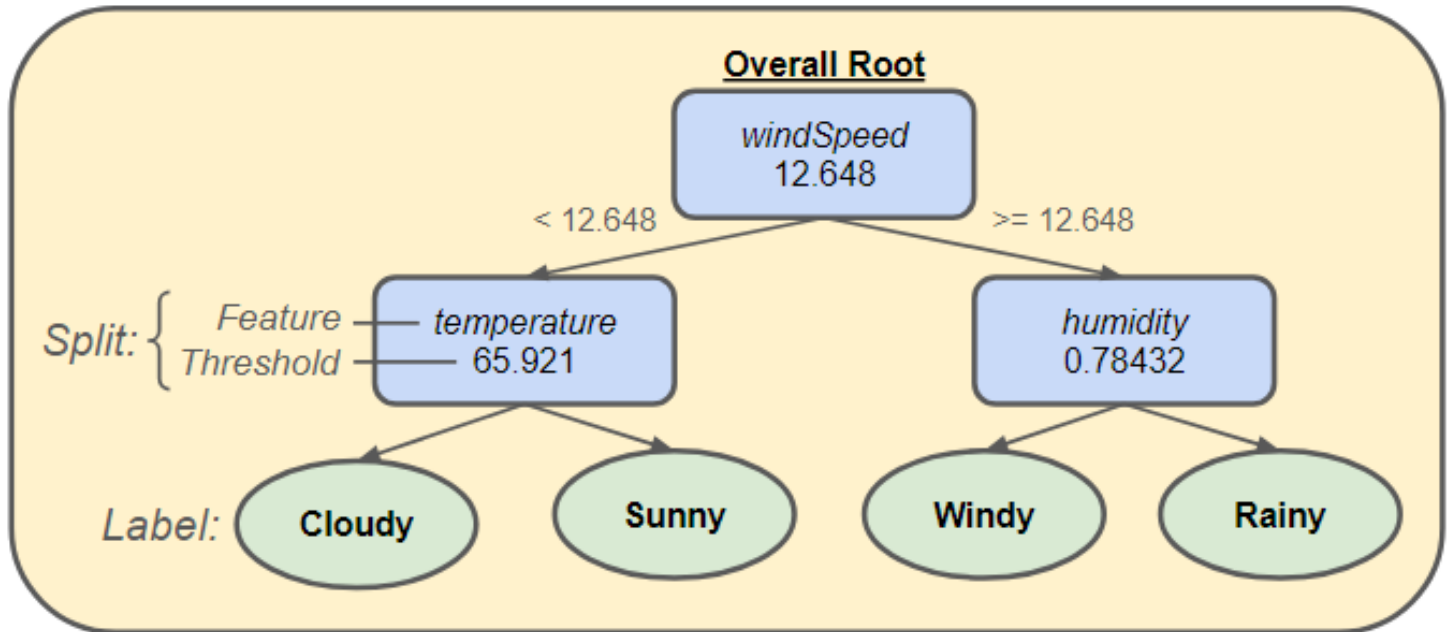 Overall Root
windSpeed
12.648
< 12.648
>= 12.648
Split:
Feature
Threshold
temperature
65.921
humidity
0.78432
Label:
Cloudy
Sunny
Windy
Rainy